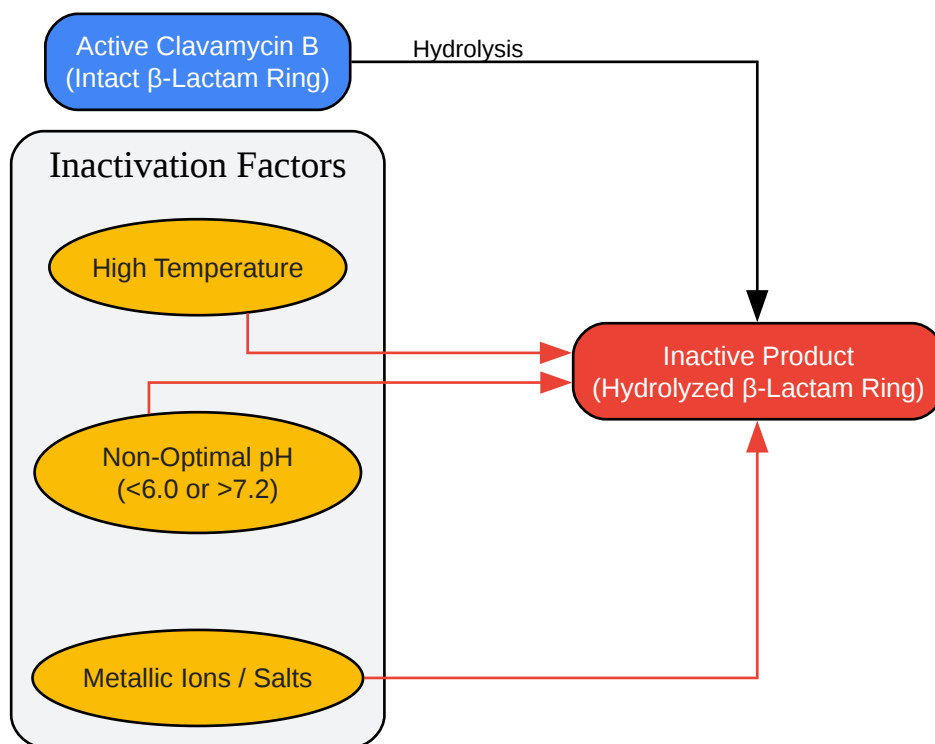 Active Clavamycin B
(Intact β-Lactam Ring)
Hydrolysis
Inactivation Factors
High Temperature
Non-Optimal pH
(<6.0 or >7.2)
Metallic Ions / Salts
Inactive Product
(Hydrolyzed β-Lactam Ring)